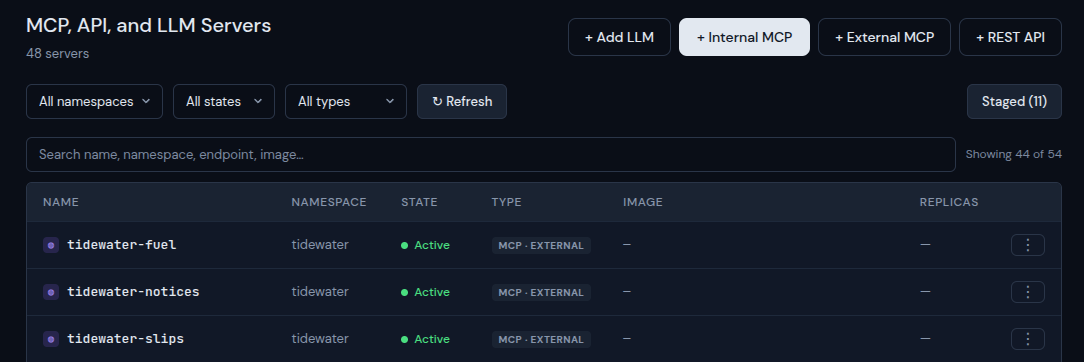 MCP, API, and LLM Servers
48 servers
+ Add LLM
+ Internal MCP
+ External MCP
+ REST API
All namespaces
All states
All types
↻ Refresh
Staged (11)
Search name, namespace, endpoint, image…
Showing 44 of 54
NAME NAMESPACE STATE TYPE IMAGE REPLICAS
tidewater-fuel tidewater Active MCP · EXTERNAL — — ⋮
tidewater-notices tidewater Active MCP · EXTERNAL — — ⋮
tidewater-slips tidewater Active MCP · EXTERNAL — — ⋮